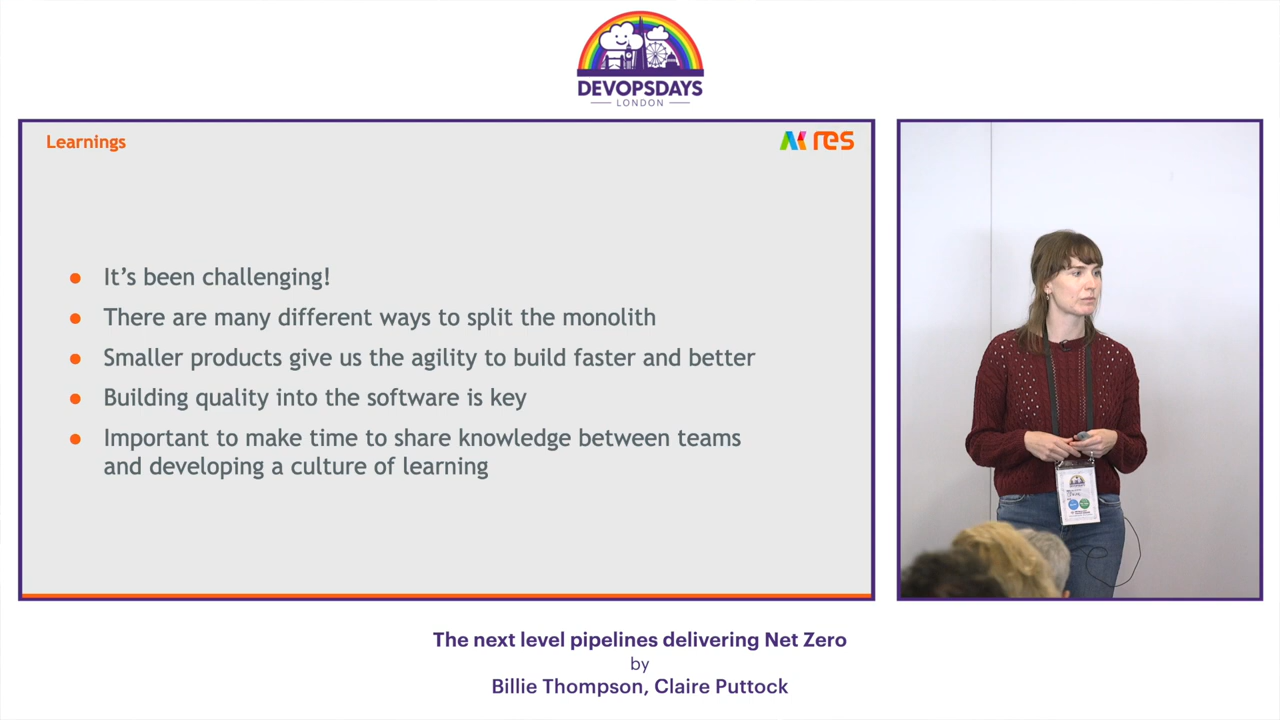 DEVOPSDAYS
LONDON
Learnings
res
It's been challenging!
There are many different ways to split the monolith
Smaller products give us the agility to build faster and better
Building quality into the software is key
Important to make time to share knowledge between teams
and developing a culture of learning
The next level pipelines delivering Net Zero
by
Billie Thompson, Claire Puttock